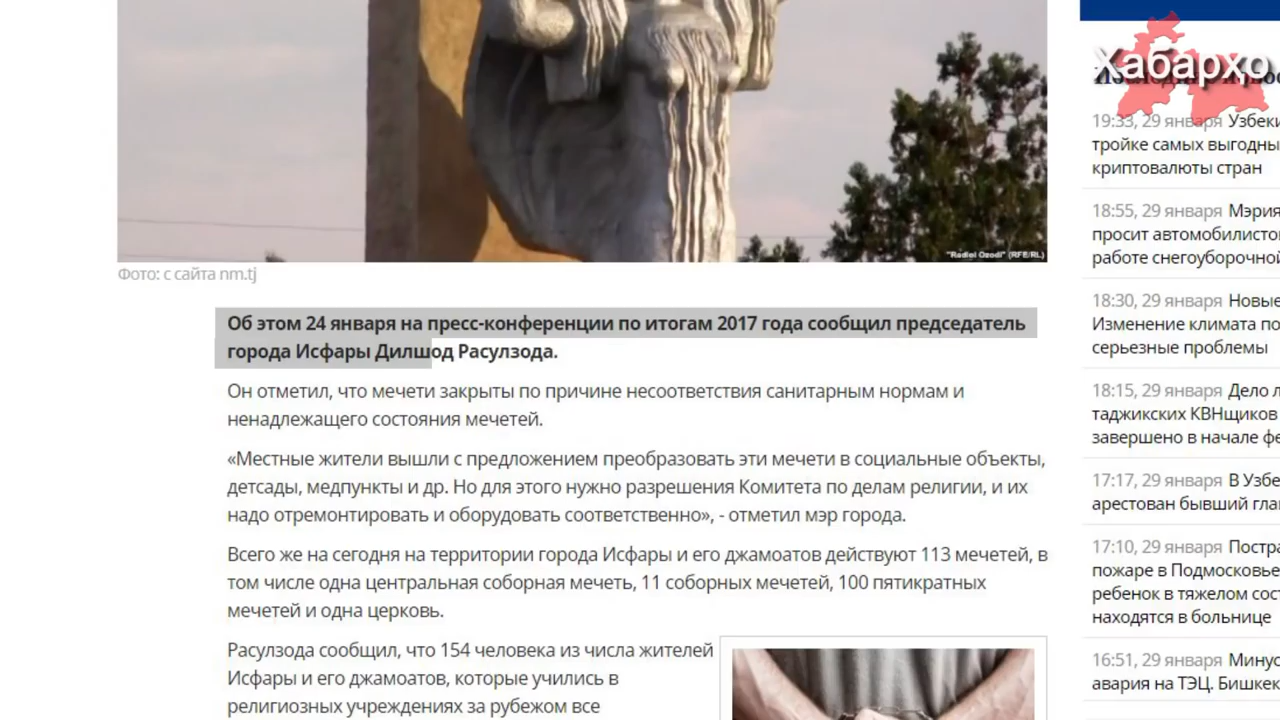 Хабархо.
"Radioi Ozodi" (RFE/RL)
Фото: с сайта nm.tj
Об этом 24 января на пресс-конференции по итогам 2017 года сообщил председатель
города Исфары Дилшод Расулзода.
Он отметил, что мечети закрыты по причине несоответствия санитарным нормам и
ненадлежащего состояния мечетей.
«Местные жители вышли с предложением преобразовать эти мечети в социальные объекты,
детсады, медпункты и др. Но для этого нужно разрешения Комитета по делам религии, и их
надо отремонтировать и оборудовать соответственно», - отметил мэр города.
Всего же на сегодня на территории города Исфары и его джамоатов действуют 113 мечетей, в
том числе одна центральная соборная мечеть, 11 соборных мечетей, 100 пятикратных
мечетей и одна церковь.
Расулзода сообщил, что 154 человека из числа жителей
Исфары и его джамоатов, которые учились в
религиозных учреждениях за рубежом все
19:33, 29 января Узбеки
тройке самых выгодны
криптовалюты стран
18:55, 29 января Мэрия
просит автомобилисто
работе снегоуборочной
18:30, 29 января Новые
Изменение климата по
серьезные проблемы
18:15, 29 января Дело л
таджикских КВНщиков
завершено в начале фе
17:17, 29 января В Узбе
арестован бывший гла
17:10, 29 января Постра
пожаре в Подмосковье
ребенок в тяжелом сост
находятся в больнице
16:51, 29 января Минус
авария на ТЭЦ. Бишкек